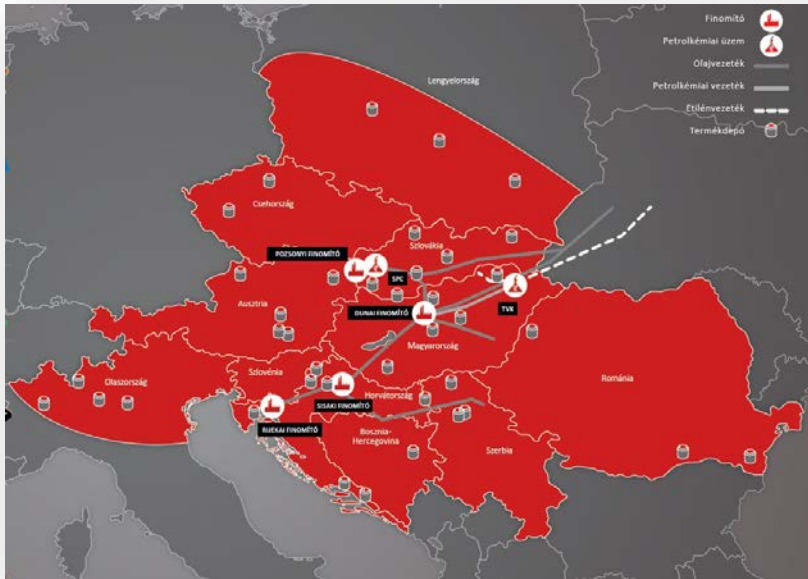 Finomító
Petrolkémiai üzem
Olajvezeték
Petrolkémiai vezeték
Etilénvezeték
Termékdepó
Lengyelország
Csehország
Szlovákia
POZSONYI FINOMÍTÓ
SPC
Ausztria
DUNAI FINOMÍTÓ
TVK
Magyarország
Szlovénia
Románia
Olaszország
SISAKI FINOMÍTÓ
Horvátország
RIJEKAI FINOMÍTÓ
Bosznia-
Hercegovina
Szerbia